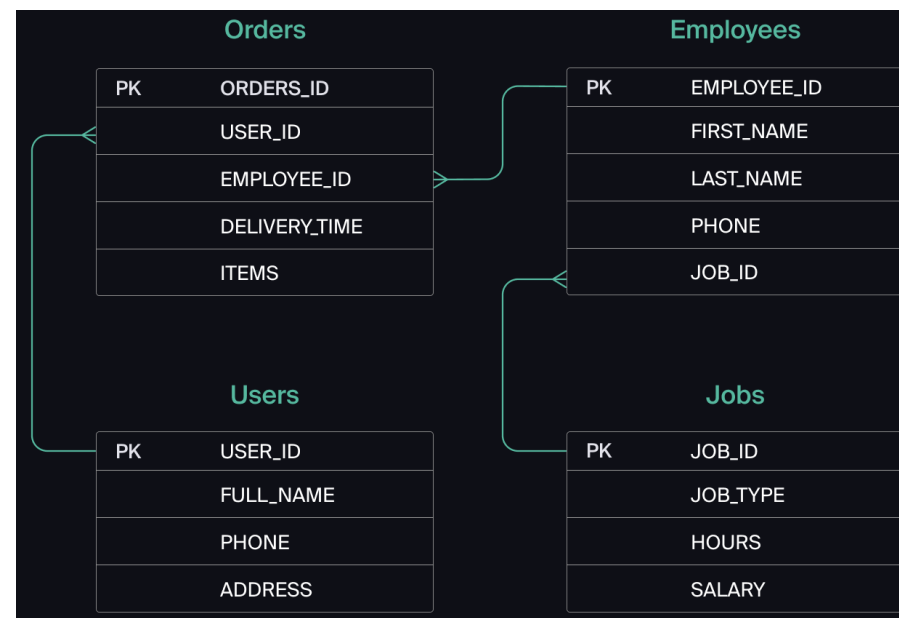 Orders
PK ORDERS_ID
USER_ID
EMPLOYEE_ID
DELIVERY_TIME
ITEMS
Employees
PK EMPLOYEE_ID
FIRST_NAME
LAST_NAME
PHONE
JOB_ID
Users
PK USER_ID
FULL_NAME
PHONE
ADDRESS
Jobs
PK JOB_ID
JOB_TYPE
HOURS
SALARY